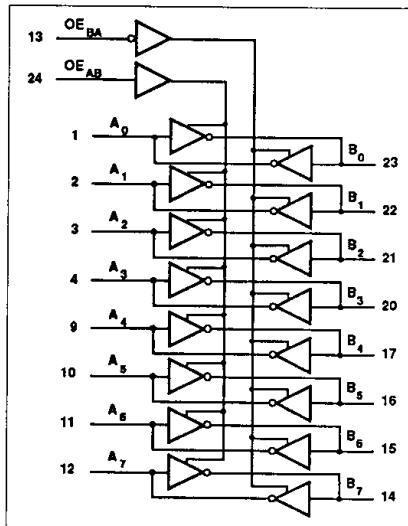 13 OE_BA
24 OE_AB
1 A_0 B_0 23
2 A_1 B_1 22
3 A_2 B_2 21
4 A_3 B_3 20
9 A_4 B_4 17
10 A_5 B_5 16
11 A_6 B_6 15
12 A_7 B_7 14